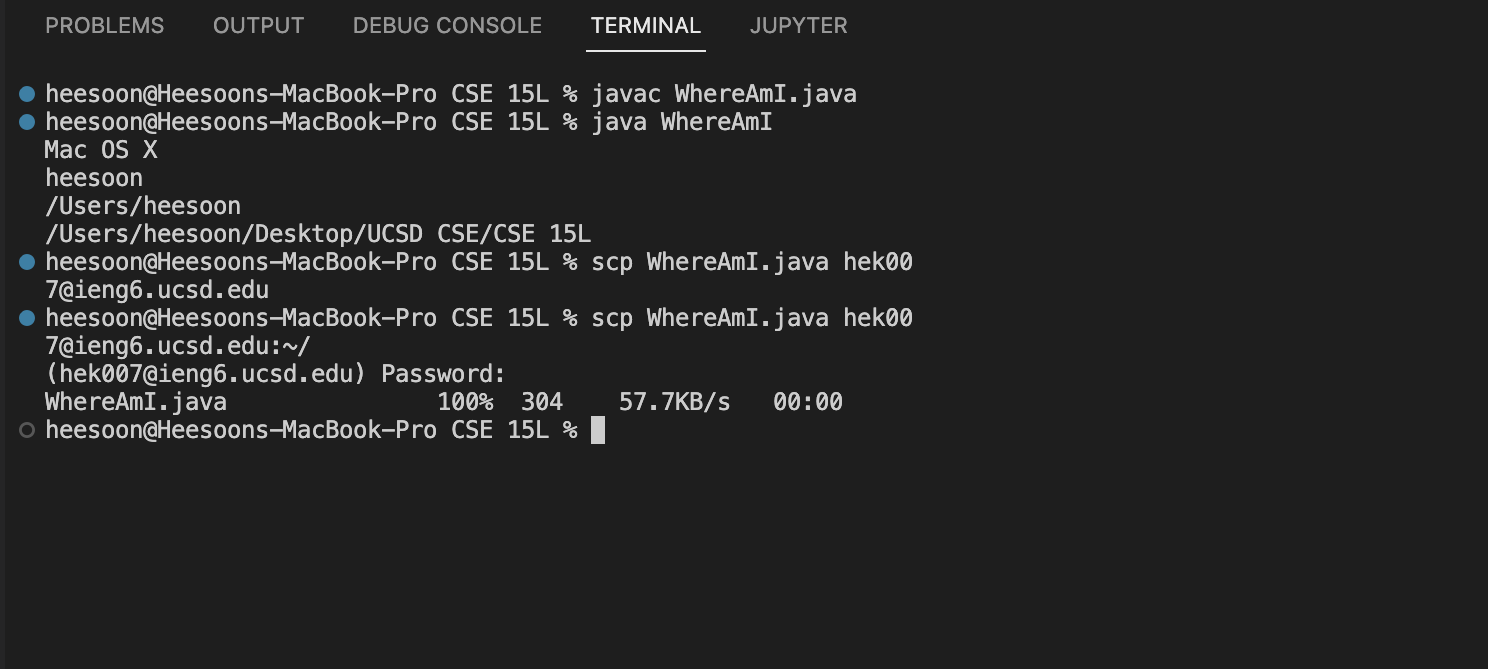 PROBLEMS OUTPUT DEBUG CONSOLE TERMINAL JUPYTER
heesoon@Heesoons-MacBook-Pro CSE 15L % javac WhereAmI.java
heesoon@Heesoons-MacBook-Pro CSE 15L % java WhereAmI
Mac OS X
heesoon
/Users/heesoon
/Users/heesoon/Desktop/UCSD CSE/CSE 15L
heesoon@Heesoons-MacBook-Pro CSE 15L % scp WhereAmI.java hek00
7@ieng6.ucsd.edu
heesoon@Heesoons-MacBook-Pro CSE 15L % scp WhereAmI.java hek00
7@ieng6.ucsd.edu:~/
(hek007@ieng6.ucsd.edu) Password:
WhereAmI.java 100% 304 57.7KB/s 00:00
heesoon@Heesoons-MacBook-Pro CSE 15L %